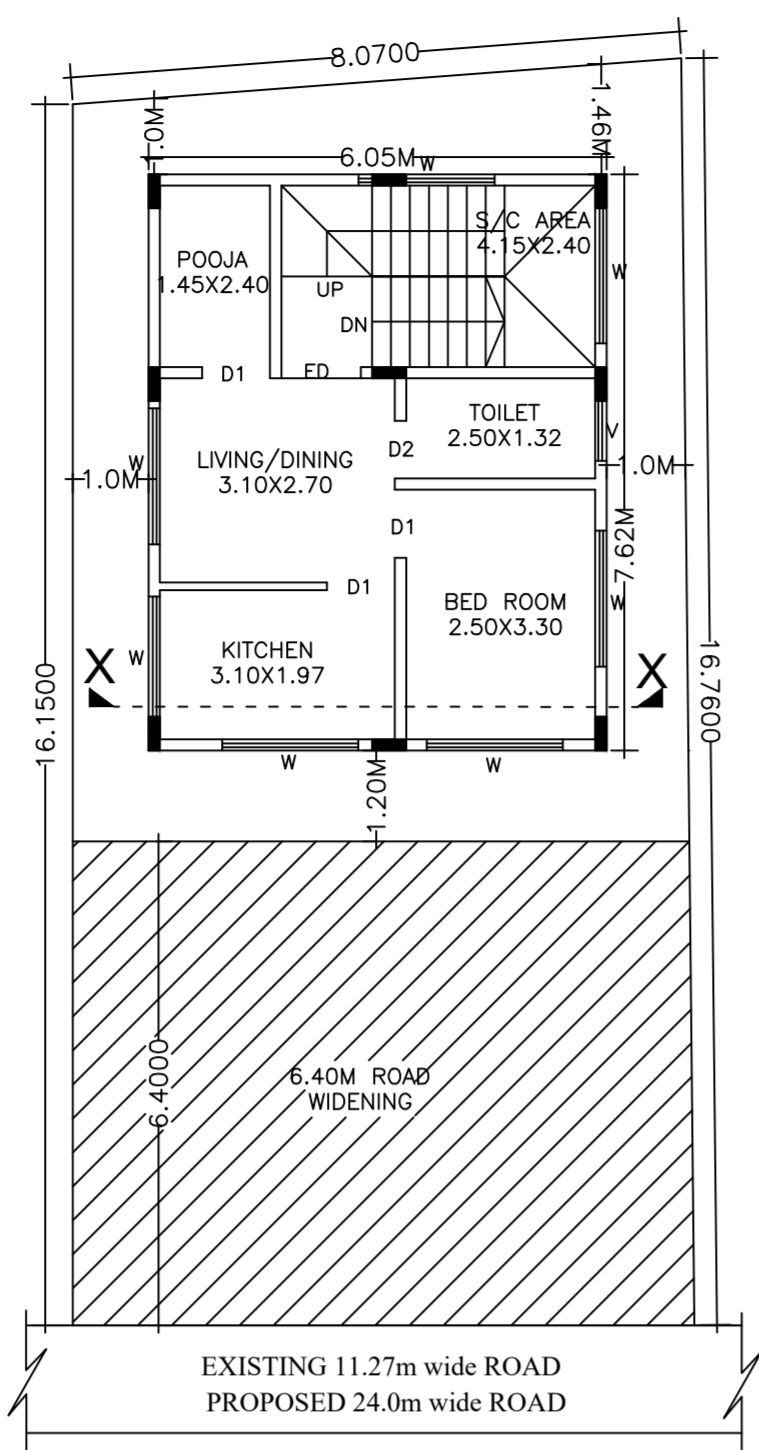 8.0700
1.0M
1.46M
6.05M
W
POOJA
1.45X2.40
S/C AREA
4.15X2.40
W
UP
DN
D1
FD
TOILET
2.50X1.32
V
D2
W
LIVING/DINING
3.10X2.70
1.0M
1.0M
D1
7.62M
D1
BED ROOM
2.50X3.30
W
KITCHEN
3.10X1.97
W
X
X
16.1500
16.7600
W
W
1.20M
6.4000
6.40M ROAD
WIDENING
EXISTING 11.27m wide ROAD
PROPOSED 24.0m wide ROAD